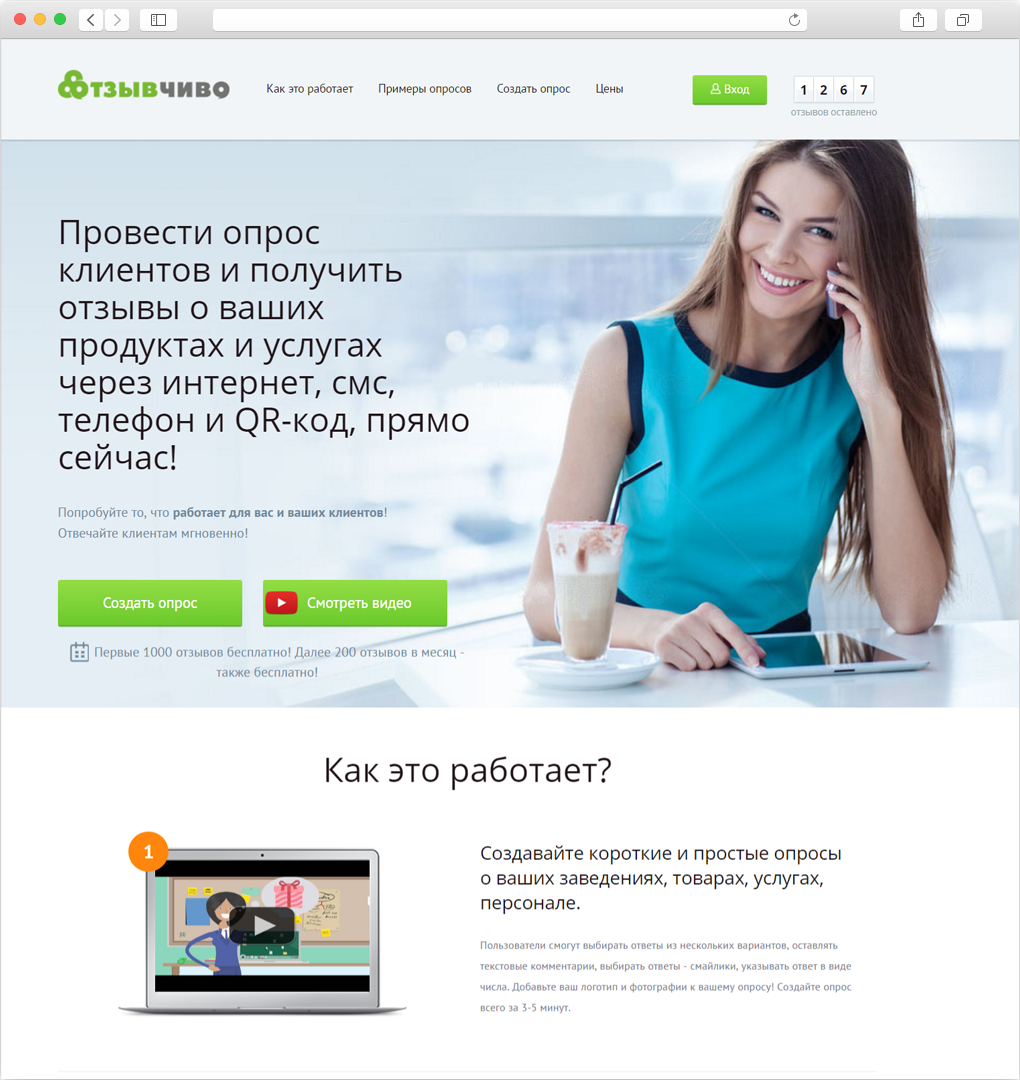 Отзывчиво
Как это работает
Примеры опросов
Создать опрос
Цены
Вход
1267
отзывов оставлено
Провести опрос
клиентов и получить
отзывы о ваших
продуктах и услугах
через интернет, смс,
телефон и QR-код, прямо
сейчас!
Попробуйте то, что работает для вас и ваших клиентов!
Отвечайте клиентам мгновенно!
Создать опрос
Смотреть видео
Первые 1000 отзывов бесплатно! Далее 200 отзывов в месяц -
также бесплатно!
Как это работает?
1
Создавайте короткие и простые опросы
о ваших заведениях, товарах, услугах,
персонале.
Пользователи смогут выбирать ответы из нескольких вариантов, оставлять
текстовые комментарии, выбирать ответы - смайлики, указывать ответ в виде
числа. Добавьте ваш логотип и фотографии к вашему опросу! Создайте опрос
всего за 3-5 минут.